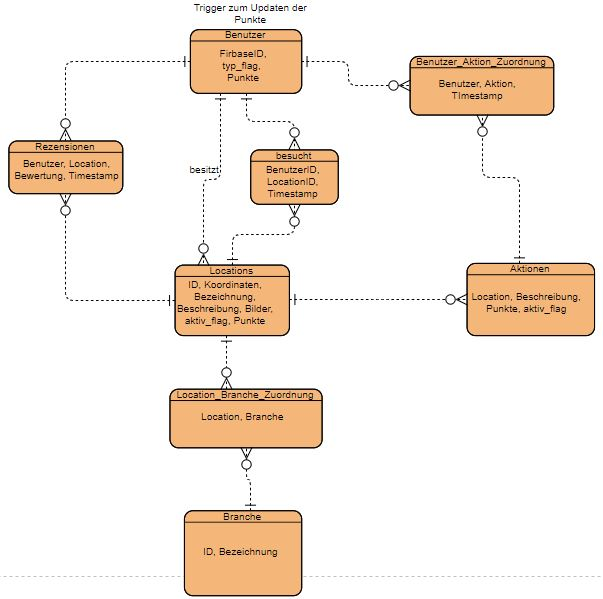 Trigger zum Updaten der
Punkte
Benutzer
FirbaseID,
typ_flag,
Punkte
Benutzer_Aktion_Zuordnung
Benutzer, Aktion,
TImestamp
Rezensionen
Benutzer, Location,
Bewertung, Timestamp
besitzt
besucht
BenutzerID,
LocationID,
Timestamp
Locations
ID, Koordinaten,
Bezeichnung,
Beschreibung, Bilder,
aktiv_flag, Punkte
Aktionen
Location, Beschreibung,
Punkte, aktiv_flag
Location_Branche_Zuordnung
Location, Branche
Branche
ID, Bezeichnung